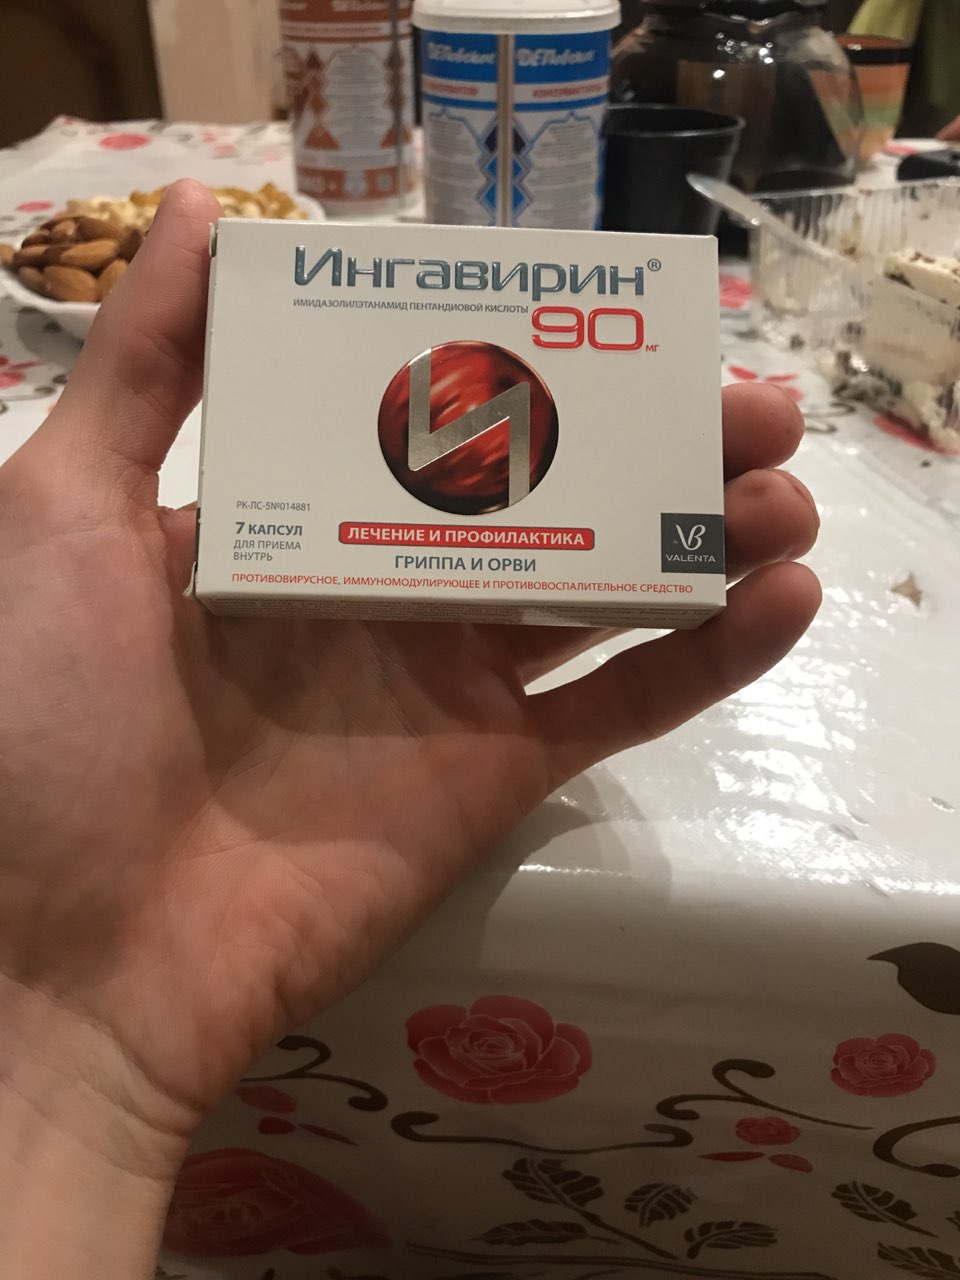 Ингавирин®
ИМИДАЗОЛИЛЭТАНАМИД ПЕНТАНДИОВОЙ КИСЛОТЫ
90 мг
РК-ЛС-5№014881
7 КАПСУЛ
ДЛЯ ПРИЕМА
ВНУТРЬ
ЛЕЧЕНИЕ И ПРОФИЛАКТИКА
ГРИППА И ОРВИ
VALENTA
ПРОТИВОВИРУСНОЕ, ИММУНОМОДУЛИРУЮЩЕЕ И ПРОТИВОВОСПАЛИТЕЛЬНОЕ СРЕДСТВО